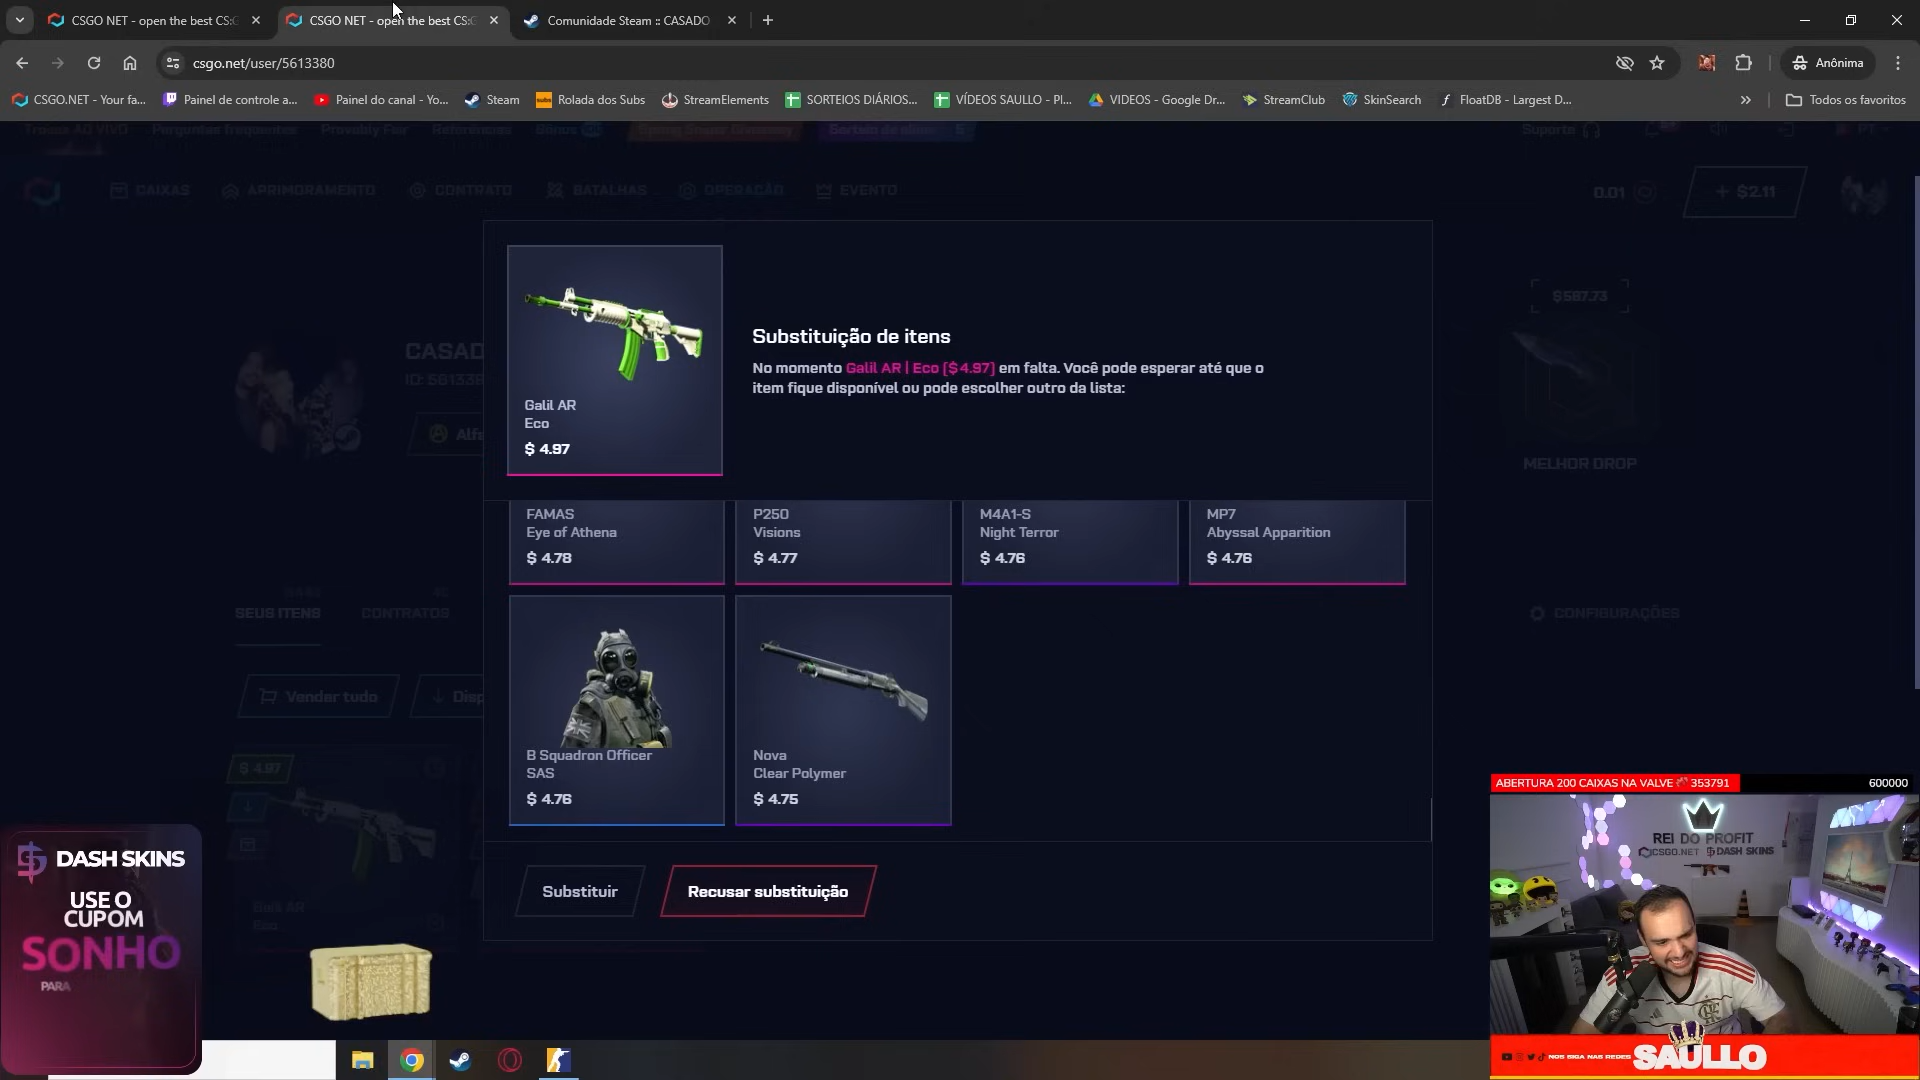 CSGO NET - open the best CS:G
CSGO NET - open the best CS:G
Comunidade Steam :: CASADO
csgo.net/user/5613380
Anônima
CSGO.NET - Your fa...
Painel de controle a...
Painel do canal - Yo...
Steam
Rolada dos Subs
StreamElements
SORTEIOS DIÁRIOS...
VÍDEOS SAULLO - Pl...
VIDEOS - Google Dr...
StreamClub
SkinSearch
FloatDB - Largest D...
Todos os favoritos
Trocas AO VIVO
Perguntas frequentes
Provably Fair
Referências
Bônus
Suporte
PT
CAIXAS
APRIMORAMENTO
CONTRATO
BATALHAS
OPERAÇÃO
EVENTO
0.01
+ $2.11
Galil AR
Eco
$ 4.97
Substituição de itens
No momento Galil AR | Eco ($4.97) em falta. Você pode esperar até que o
item fique disponível ou pode escolher outro da lista:
CASAD
$587.73
MELHOR DROP
FAMAS
Eye of Athena
$ 4.78
P250
Visions
$ 4.77
M4A1-S
Night Terror
$ 4.76
MP7
Abyssal Apparition
$ 4.76
SEUS ITENS
CONTRATOS
CONFIGURAÇÕES
Vender tudo
Disp
B Squadron Officer
SAS
$ 4.76
Nova
Clear Polymer
$ 4.75
$ 4.97
Galil AR
Eco
Substituir
Recusar substituição
DASH SKINS
USE O
CUPOM
SONHO
PARA
ABERTURA 200 CAIXAS NA VALVE 353791
600000
REI DO PROFIT
CSGO.NET
DASH SKINS
NOS SIGA NAS REDES
SAULLO